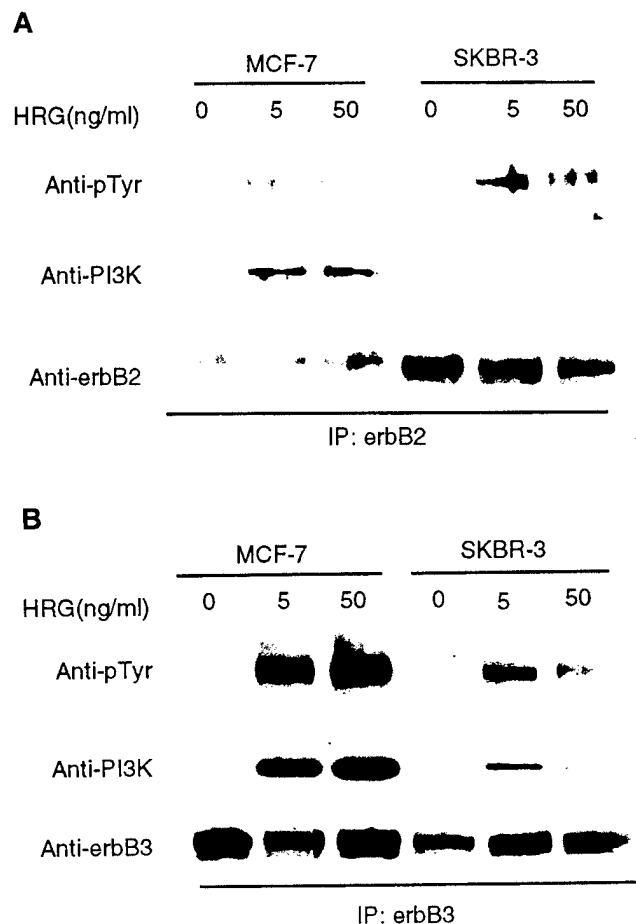 A
MCF-7 SKBR-3
HRG(ng/ml) 0 5 50 0 5 50
Anti-pTyr
Anti-PI3K
Anti-erbB2
IP: erbB2
B
MCF-7 SKBR-3
HRG(ng/ml) 0 5 50 0 5 50
Anti-pTyr
Anti-PI3K
Anti-erbB3
IP: erbB3